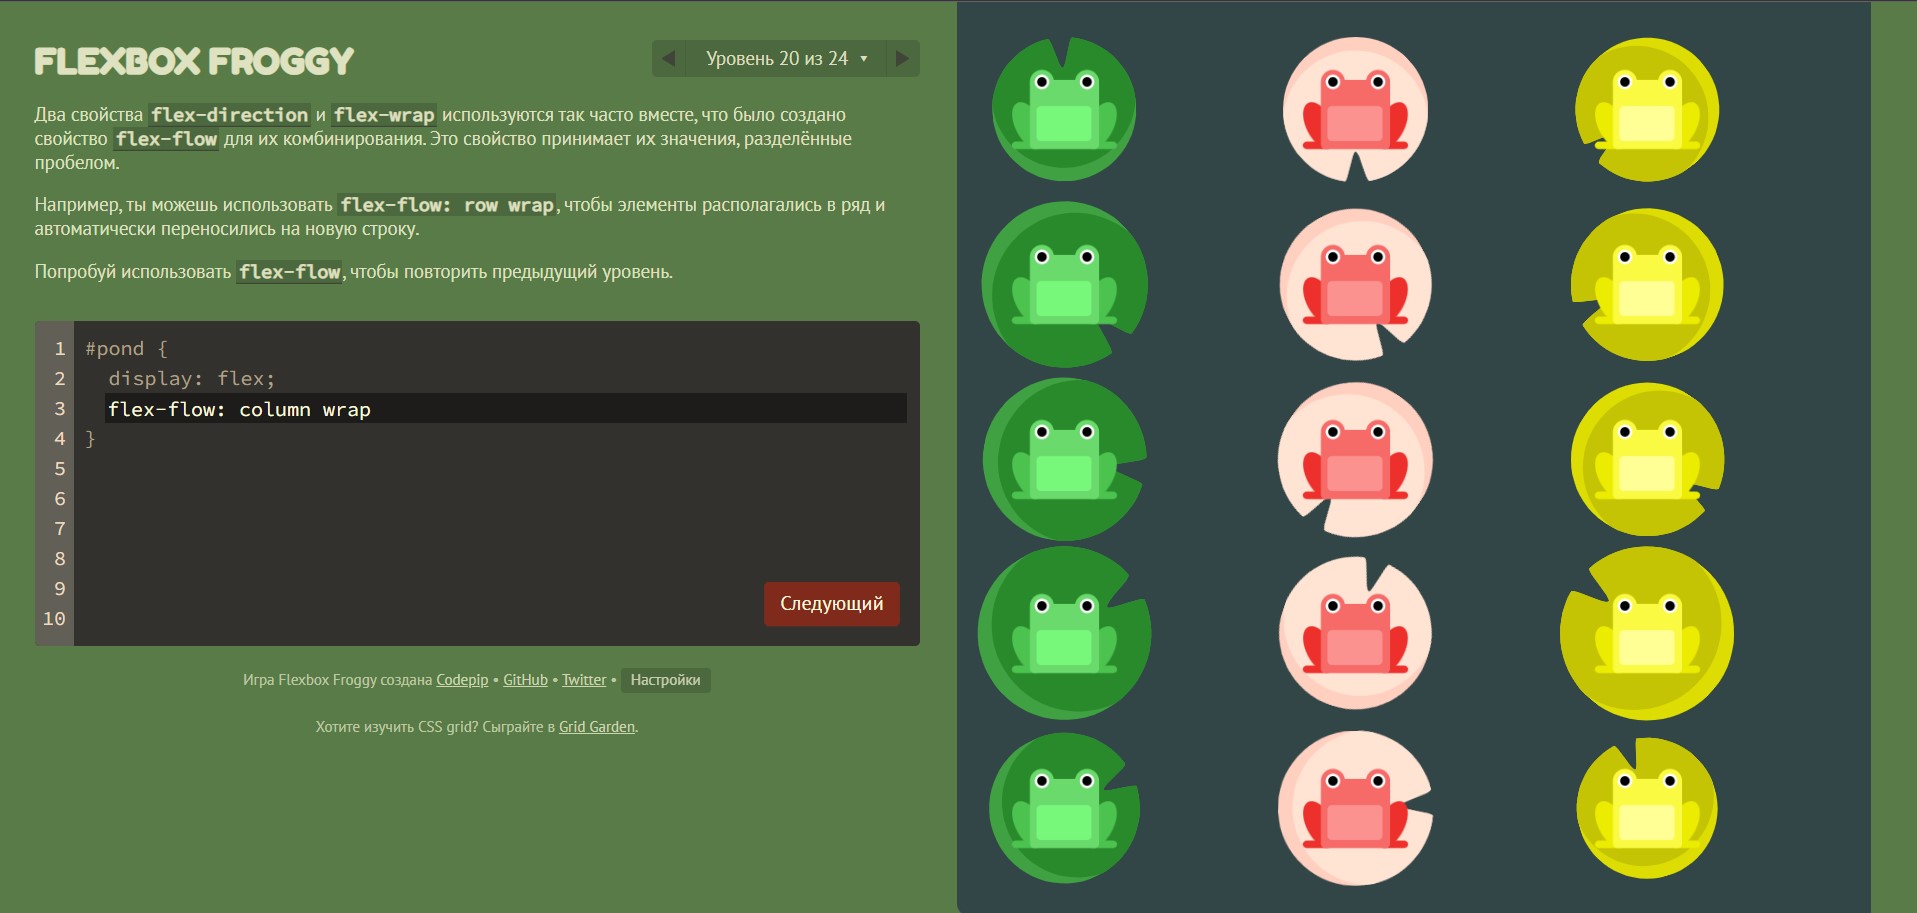 FLEXBOX FROGGY
◀ Уровень 20 из 24 ▾ ▶
Два свойства flex-direction и flex-wrap используются так часто вместе, что было создано
свойство flex-flow для их комбинирования. Это свойство принимает их значения, разделённые
пробелом.
Например, ты можешь использовать flex-flow: row wrap, чтобы элементы располагались в ряд и
автоматически переносились на новую строку.
Попробуй использовать flex-flow, чтобы повторить предыдущий уровень.
1 #pond {
2 display: flex;
3 flex-flow: column wrap
4 }
5
6
7
8
9
Следующий
10
Игра Flexbox Froggy создана Codepip • GitHub • Twitter • Настройки
Хотите изучить CSS grid? Сыграйте в Grid Garden.